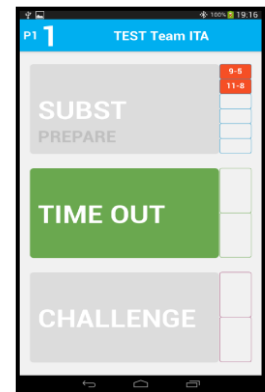 100% 19:16
P1 1 TEST Team ITA
9-5
11-8
SUBST
PREPARE
TIME OUT
CHALLENGE